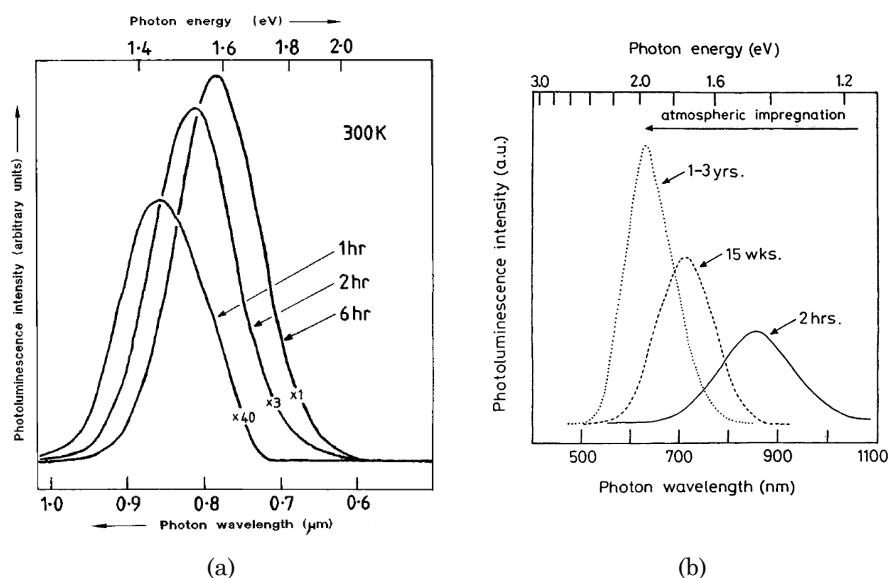 Photon energy (eV)
1·4 1·6 1·8 2·0
300K
1hr
2hr
6hr
×40 ×3 ×1
Photoluminescence intensity (arbitrary units)
1·0 0·9 0·8 0·7 0·6
Photon wavelength (μm)
(a)
Photon energy (eV)
3.0 2.0 1.6 1.2
atmospheric impregnation
1-3 yrs.
15 wks.
2 hrs.
Photoluminescence intensity (a.u.)
500 700 900 1100
Photon wavelength (nm)
(b)